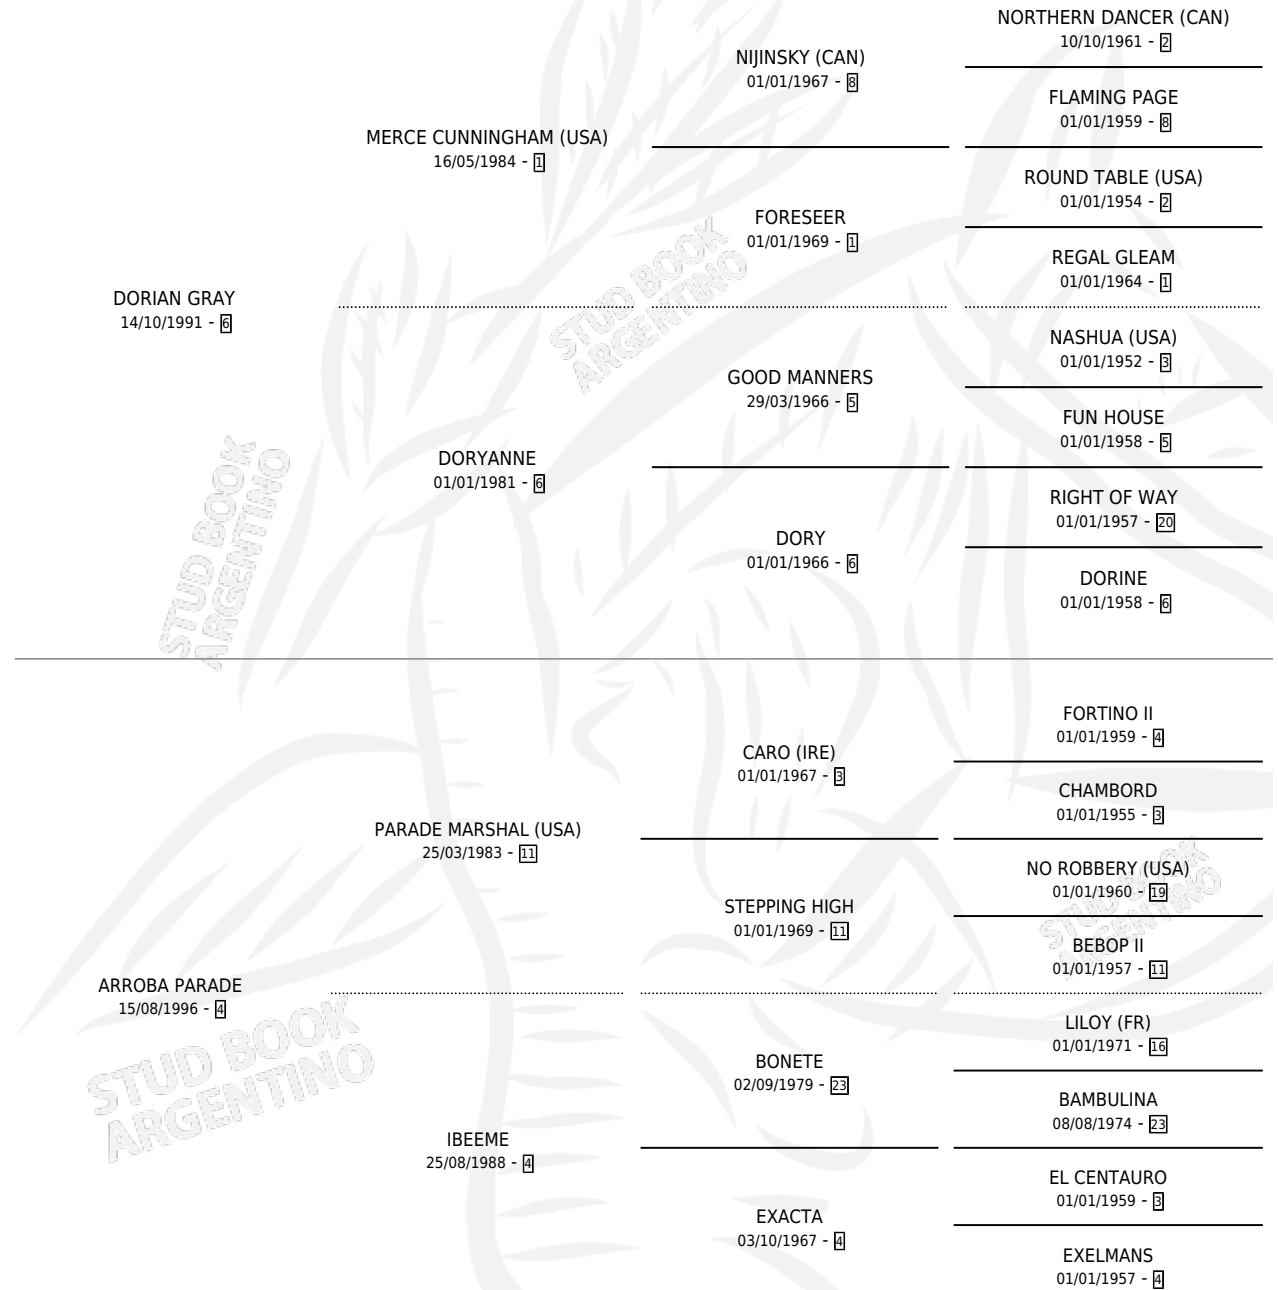 NORTHERN DANCER (CAN)
10/10/1961 - 2
NIJINSKY (CAN)
01/01/1967 - 8
FLAMING PAGE
01/01/1959 - 8
MERCE CUNNINGHAM (USA)
16/05/1984 - 1
ROUND TABLE (USA)
01/01/1954 - 2
FORESEER
01/01/1969 - 1
REGAL GLEAM
01/01/1964 - 1
DORIAN GRAY
14/10/1991 - 6
NASHUA (USA)
01/01/1952 - 3
GOOD MANNERS
29/03/1966 - 5
FUN HOUSE
01/01/1958 - 5
DORYANNE
01/01/1981 - 6
RIGHT OF WAY
01/01/1957 - 20
DORY
01/01/1966 - 6
DORINE
01/01/1958 - 6
FORTINO II
01/01/1959 - 4
CARO (IRE)
01/01/1967 - 3
CHAMBORD
01/01/1955 - 3
PARADE MARSHAL (USA)
25/03/1983 - 11
NO ROBBERY (USA)
01/01/1960 - 19
STEPPING HIGH
01/01/1969 - 11
BEBOP II
01/01/1957 - 11
ARROBA PARADE
15/08/1996 - 4
LILOY (FR)
01/01/1971 - 16
BONETE
02/09/1979 - 23
BAMBULINA
08/08/1974 - 23
IBEEME
25/08/1988 - 4
EL CENTAURO
01/01/1959 - 3
EXACTA
03/10/1967 - 4
EXELMANS
01/01/1957 - 4
STUD BOOK
ARGENTINO
STUD BOOK
ARGENTINO
STUD BOOK
ARGENTINO
STUD BOOK
ARGENTINO